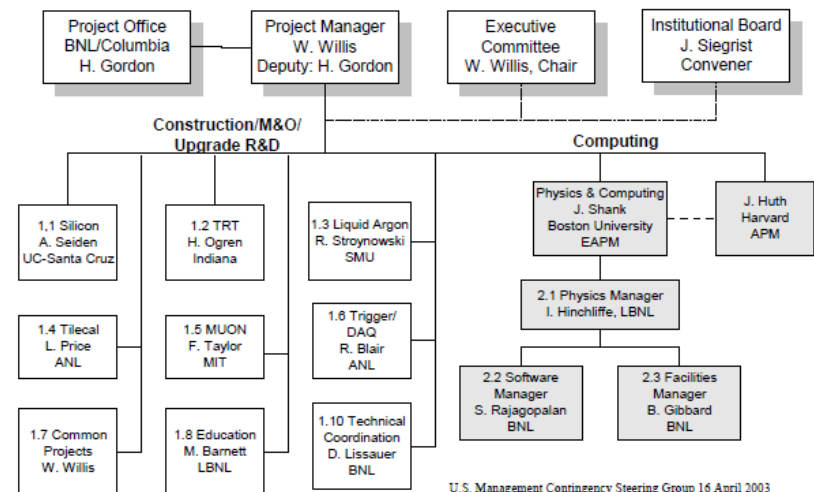 Project Office
BNL/Columbia
H. Gordon
Project Manager
W. Willis
Deputy: H. Gordon
Executive
Committee
W. Willis, Chair
Institutional Board
J. Siegrist
Convener
Construction/M&O/
Upgrade R&D
Computing
1,1 Silicon
A. Seiden
UC-Santa Cruz
1.2 TRT
H. Ogren
Indiana
1.3 Liquid Argon
R. Stroynowski
SMU
Physics & Computing
J. Shank
Boston University
EAPM
J. Huth
Harvard
APM
1.4 Tilecal
L. Price
ANL
1.5 MUON
F. Taylor
MIT
1.6 Trigger/
DAQ
R. Blair
ANL
2.1 Physics Manager
I. Hinchliffe, LBNL
2.2 Software
Manager
S. Rajagopalan
BNL
2.3 Facilities
Manager
B. Gibbard
BNL
1.7 Common
Projects
W. Willis
1.8 Education
M. Barnett
LBNL
1.10 Technical
Coordination
D. Lissauer
BNL
U.S. Management Contingency Steering Group 16 April 2003